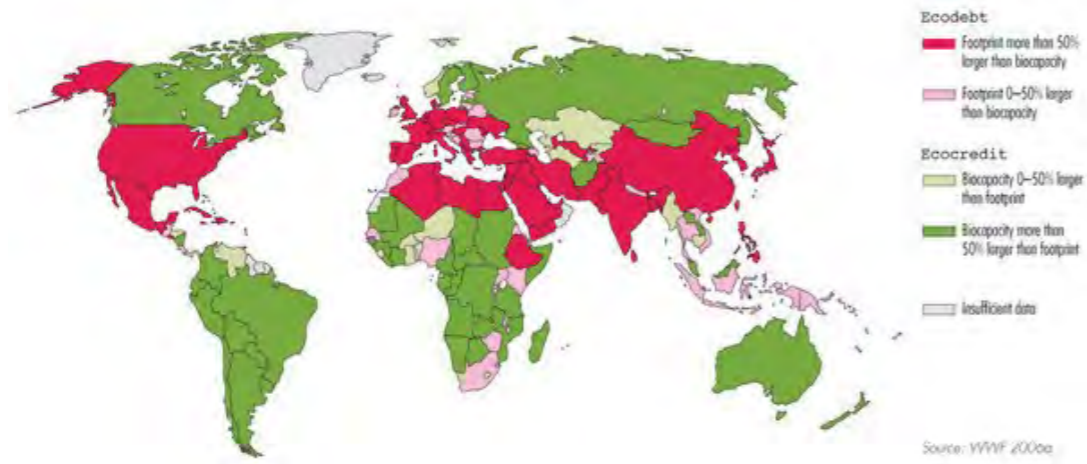 Ecodebt
Footprint more than 50%
larger than biocapacity
Footprint 0–50% larger
than biocapacity
Ecocredit
Biocapacity 0–50% larger
than footprint
Biocapacity more than
50% larger than footprint
Insufficient data
Source: WWF 2006a